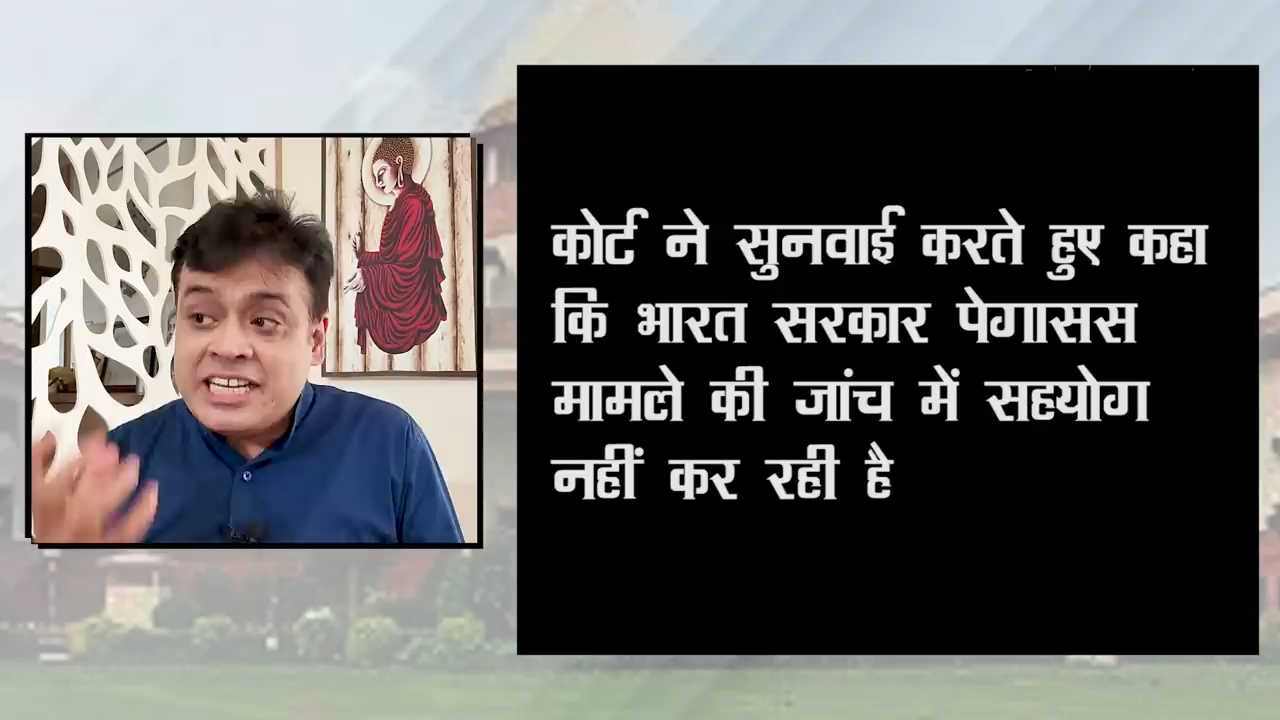 कोर्ट ने सुनवाई करते हुए कहा
कि भारत सरकार पेगासस
मामले की जांच में सहयोग
नहीं कर रही है